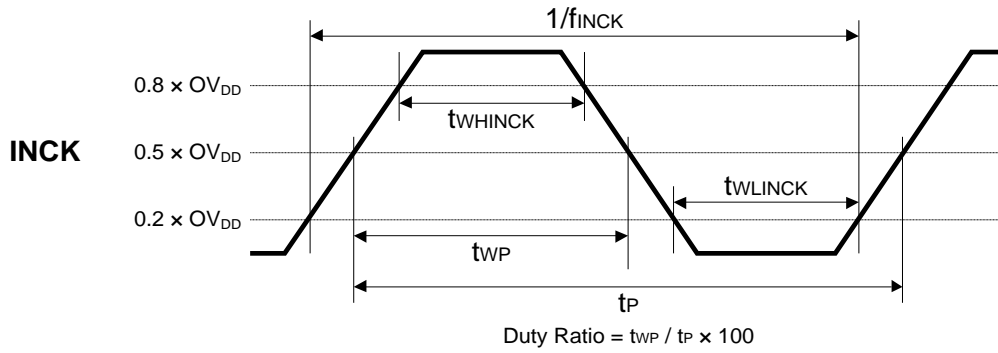 1/fINCK
0.8 × OVDD
tWHINCK
INCK
0.5 × OVDD
tWLINCK
0.2 × OVDD
tWP
tP
Duty Ratio = tWP / tP × 100